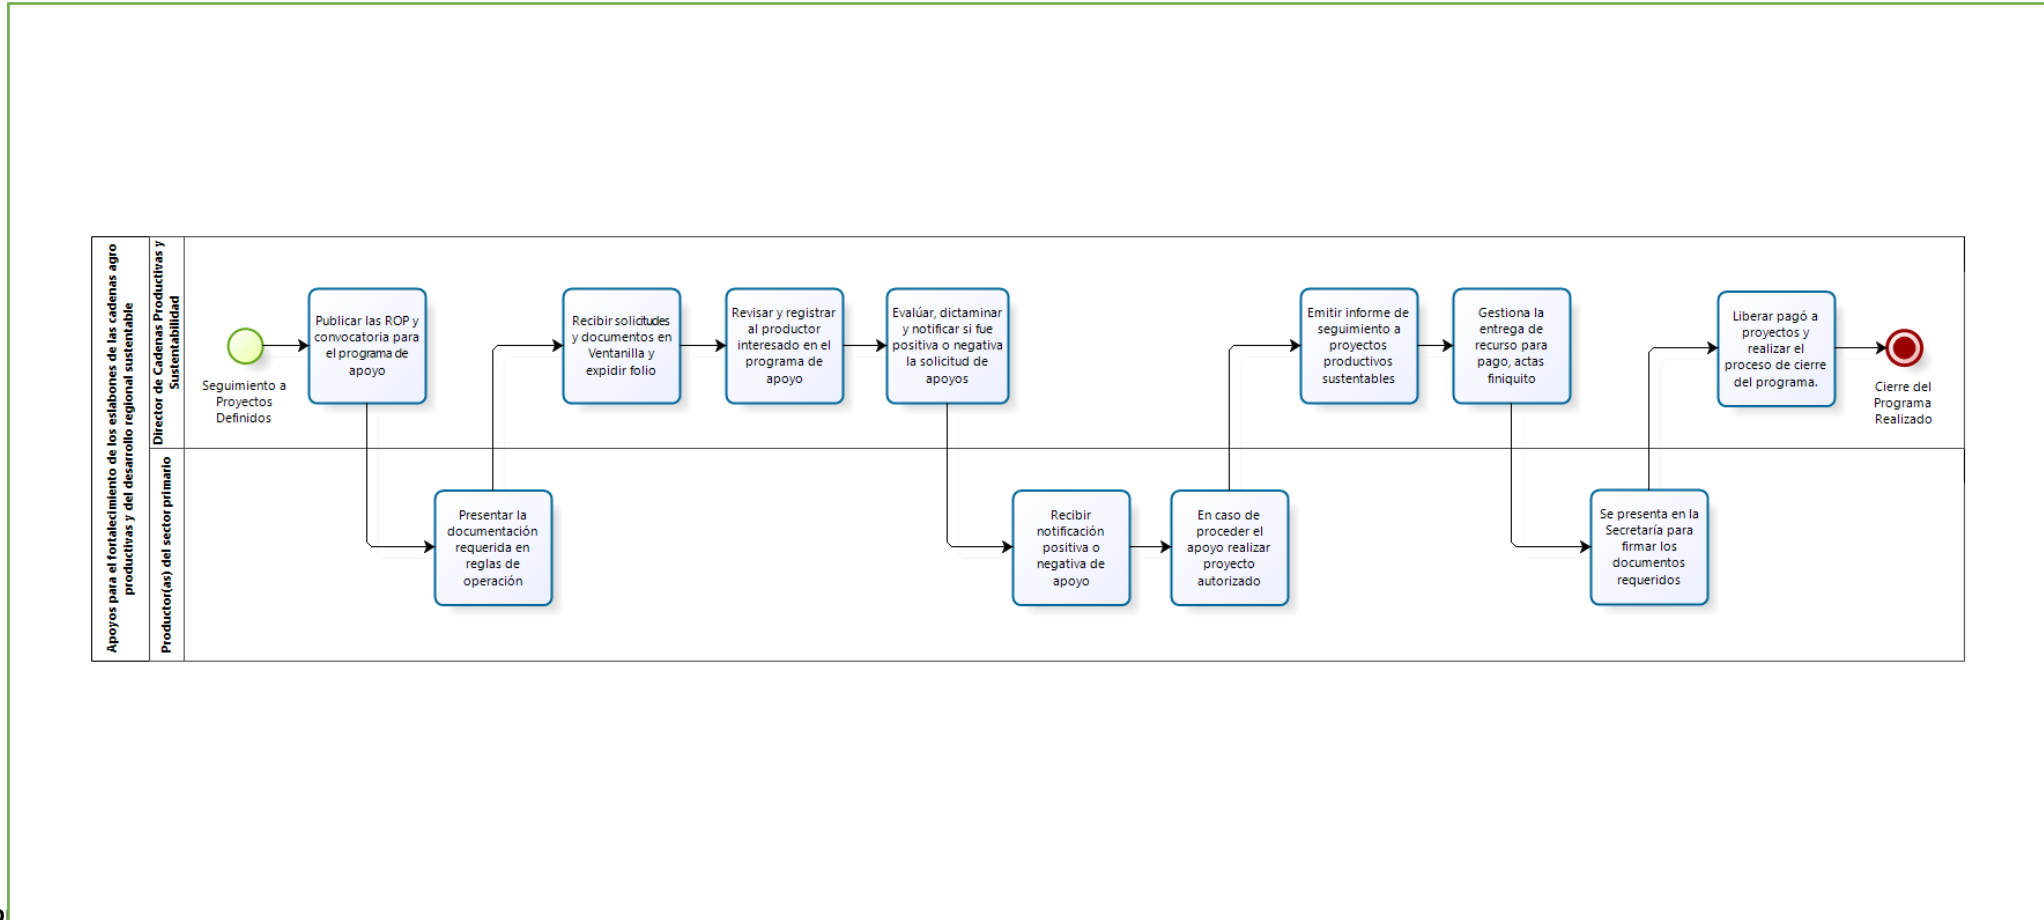 Apoyos para el fortalecimiento de los eslabones de las cadenas agro
productivas y del desarrollo regional sustentable
Director de Cadenas Productivas y
Sustentabilidad
Seguimiento a
Proyectos
Definidos
Publicar las ROP y
convocatoria para
el programa de
apoyo
Recibir solicitudes
y documentos en
Ventanilla y
expidir folio
Revisar y registrar
al productor
interesado en el
programa de
apoyo
Evalúar, dictaminar
y notificar si fue
positiva o negativa
la solicitud de
apoyos
Emitir informe de
seguimiento a
proyectos
productivos
sustentables
Gestiona la
entrega de
recurso para
pago, actas
finiquito
Liberar pagó a
proyectos y
realizar el
proceso de cierre
del programa.
Cierre del
Programa
Realizado
Productor(as) del sector primario
Presentar la
documentación
requerida en
reglas de
operación
Recibir
notificación
positiva o
negativa de
apoyo
En caso de
proceder el
apoyo realizar
proyecto
autorizado
Se presenta en la
Secretaría para
firmar los
documentos
requeridos